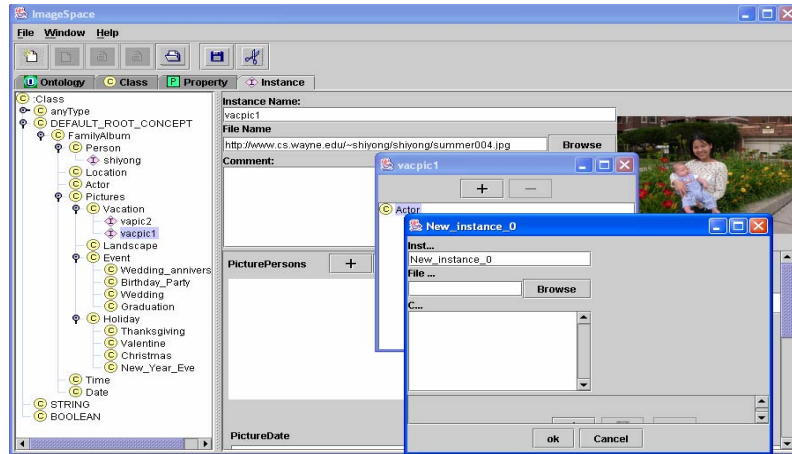 ImageSpace
File Window Help
Ontology Class Property Instance
:Class
anyType
DEFAULT_ROOT_CONCEPT
FamilyAlbum
Person
shiyong
Location
Actor
Pictures
Vacation
vapic2
vacpic1
Landscape
Event
Wedding_annivers
Birthday_Party
Wedding
Graduation
Holiday
Thanksgiving
Valentine
Christmas
New_Year_Eve
Time
Date
STRING
BOOLEAN
Instance Name:
vacpic1
File Name
http://www.cs.wayne.edu/~shiyong/shiyong/summer004.jpg Browse
Comment:
PicturePersons +
PictureDate
vacpic1
+ −
Actor
New_instance_0
Inst...
New_instance_0
File ...
Browse
C...
ok Cancel